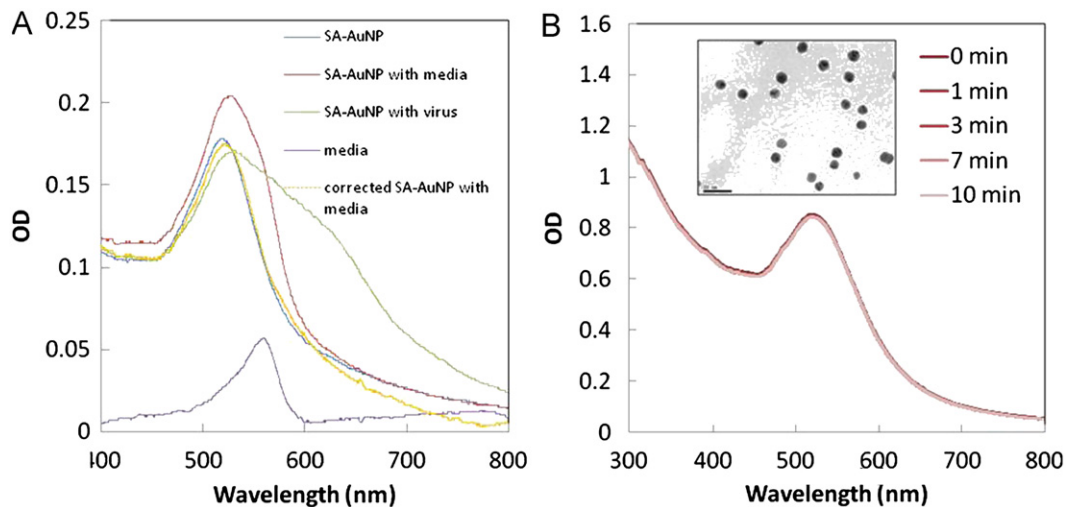 A
0.25
0.2
0.15
0.1
0.05
0
OD
100
500
600
700
800
Wavelength (nm)
SA-AuNP
SA-AuNP with media
SA-AuNP with virus
media
corrected SA-AuNP with
media
B
1.6
1.4
1.2
1
0.8
0.6
0.4
0.2
0
OD
300
400
500
600
700
800
Wavelength (nm)
0 min
1 min
3 min
7 min
10 min